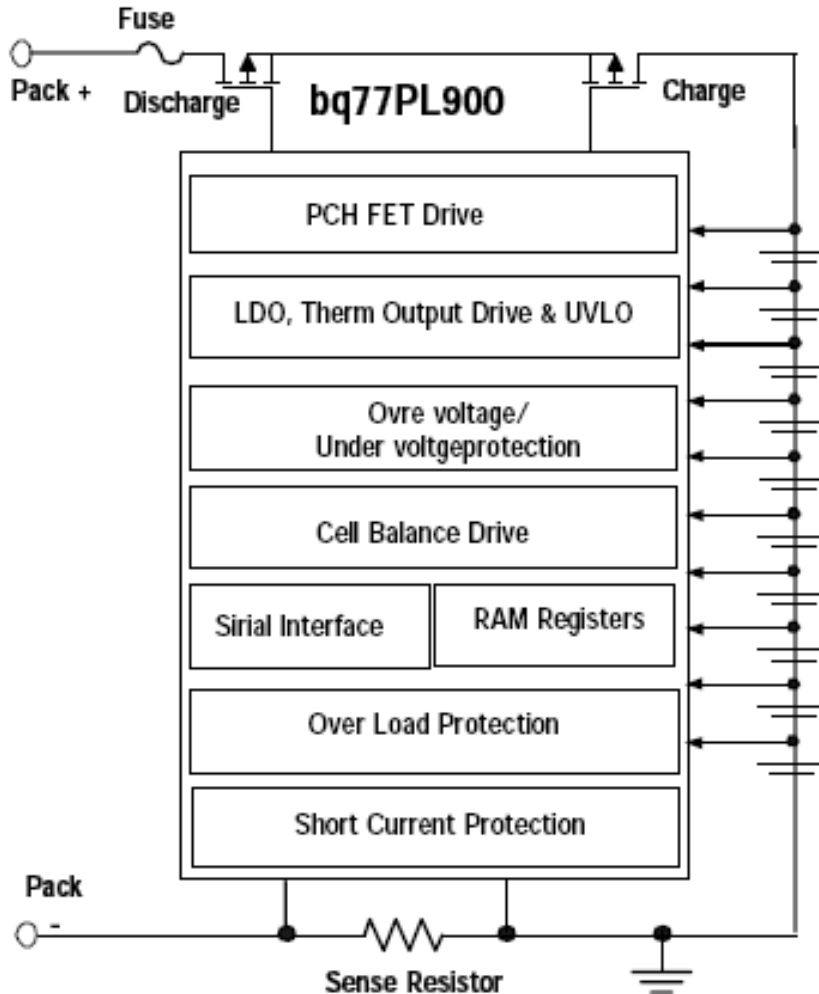 Fuse
Pack +
Discharge
bq77PL900
Charge
PCH FET Drive
LDO, Therm Output Drive & UVLO
Ovre voltage/
Under voltgeprotection
Cell Balance Drive
Sirial Interface
RAM Registers
Over Load Protection
Short Current Protection
Pack
-
Sense Resistor